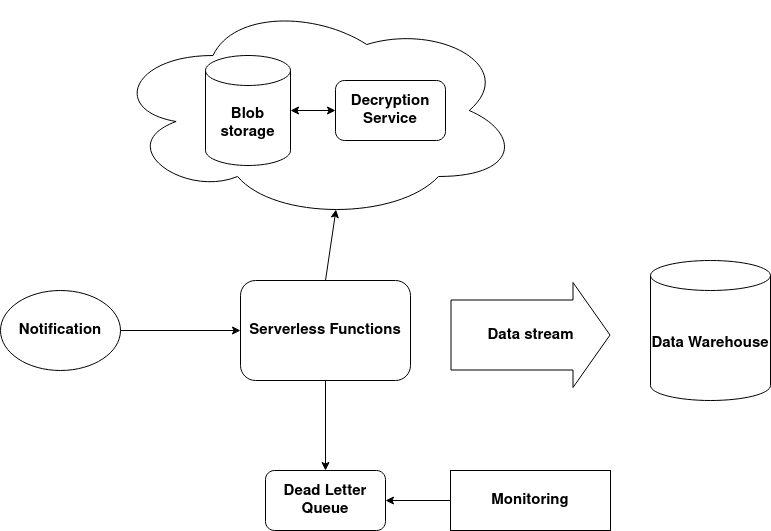 Blob
storage
Decryption
Service
Notification
Serverless Functions
Data stream
Data Warehouse
Dead Letter
Queue
Monitoring